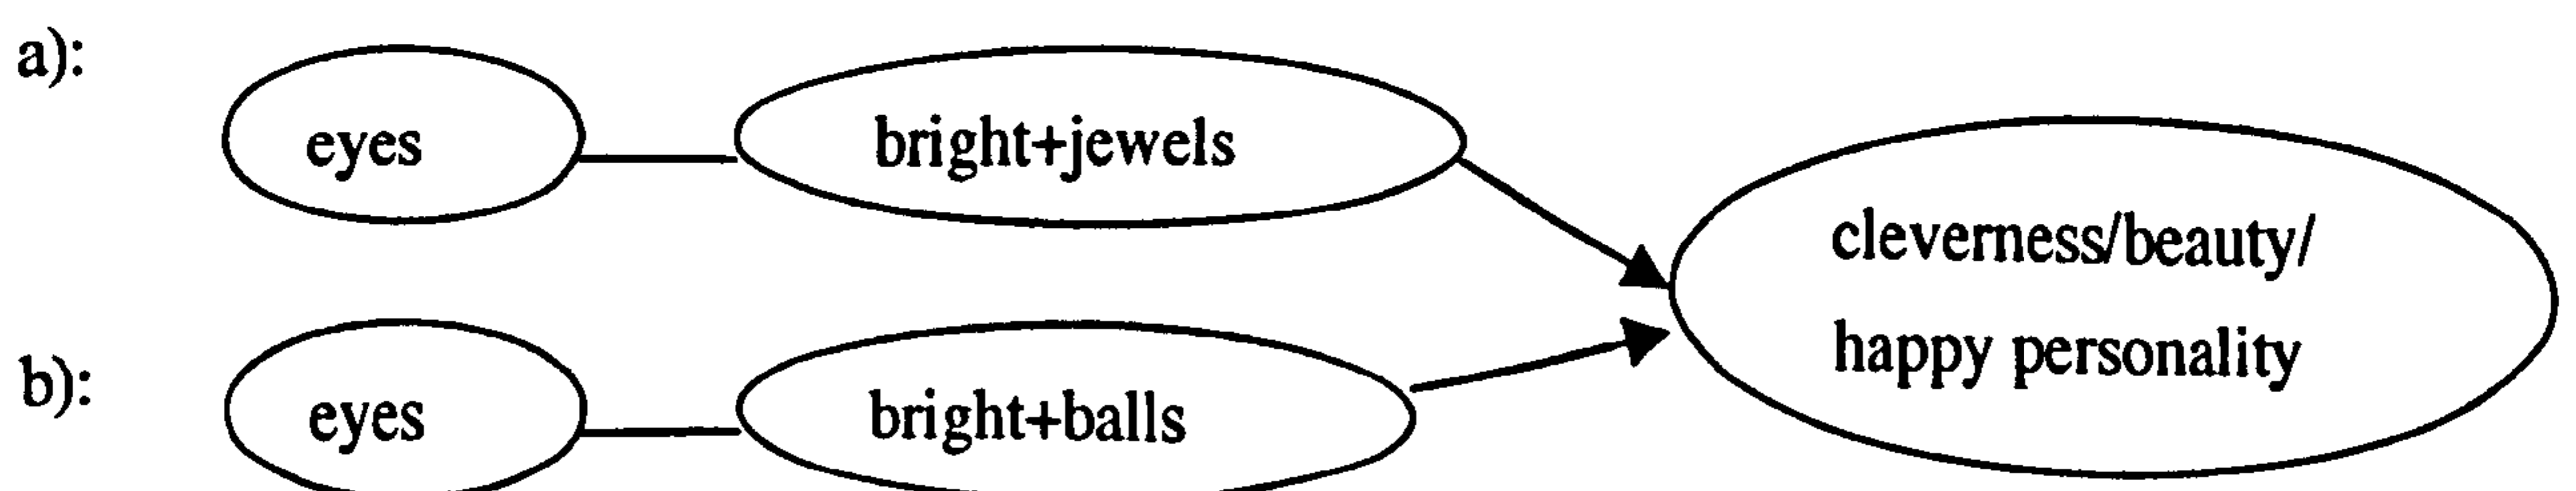 a):
eyes
bright+jewels
cleverness/beauty/
happy personality
b):
eyes
bright+balls